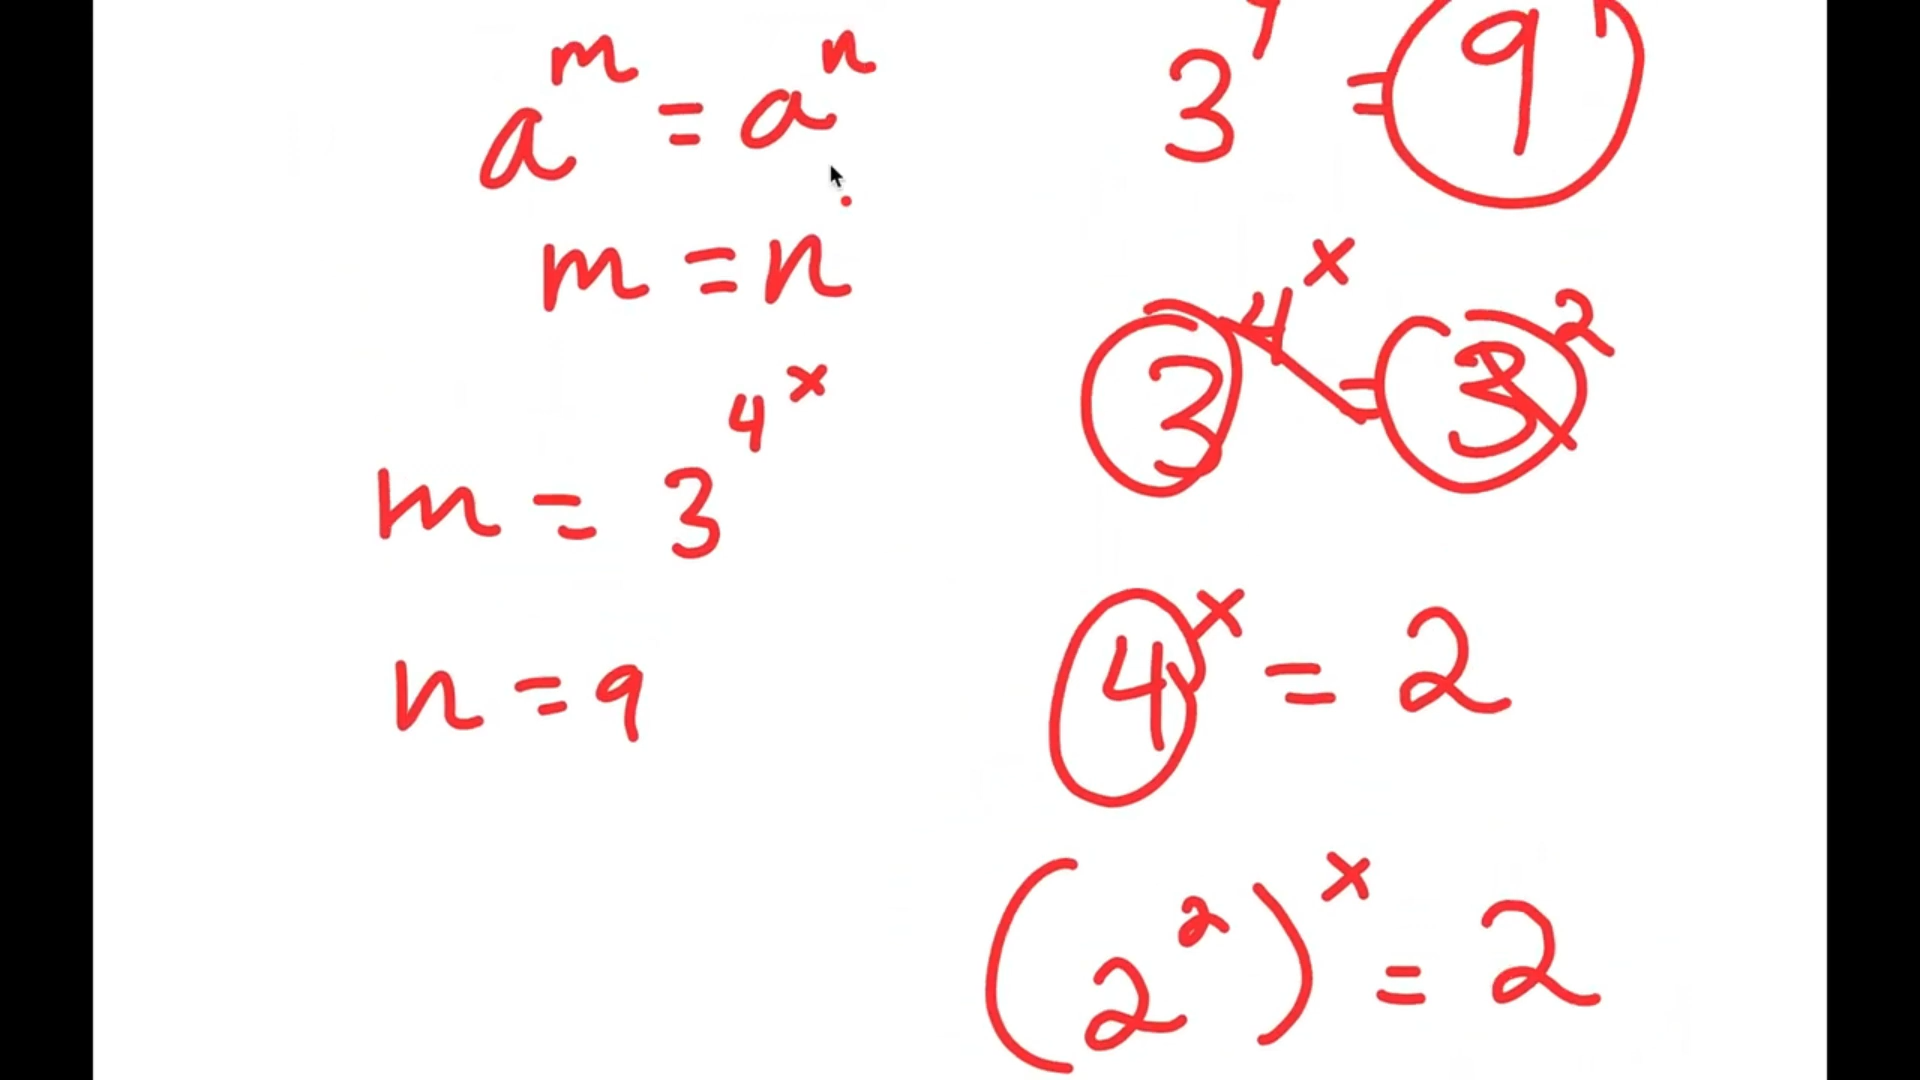 a^m = a^n
m = n
m = 3^4^x
n = 9
3^4 = 9
3^4^x = 3^2
4^x = 2
(2^2)^x = 2